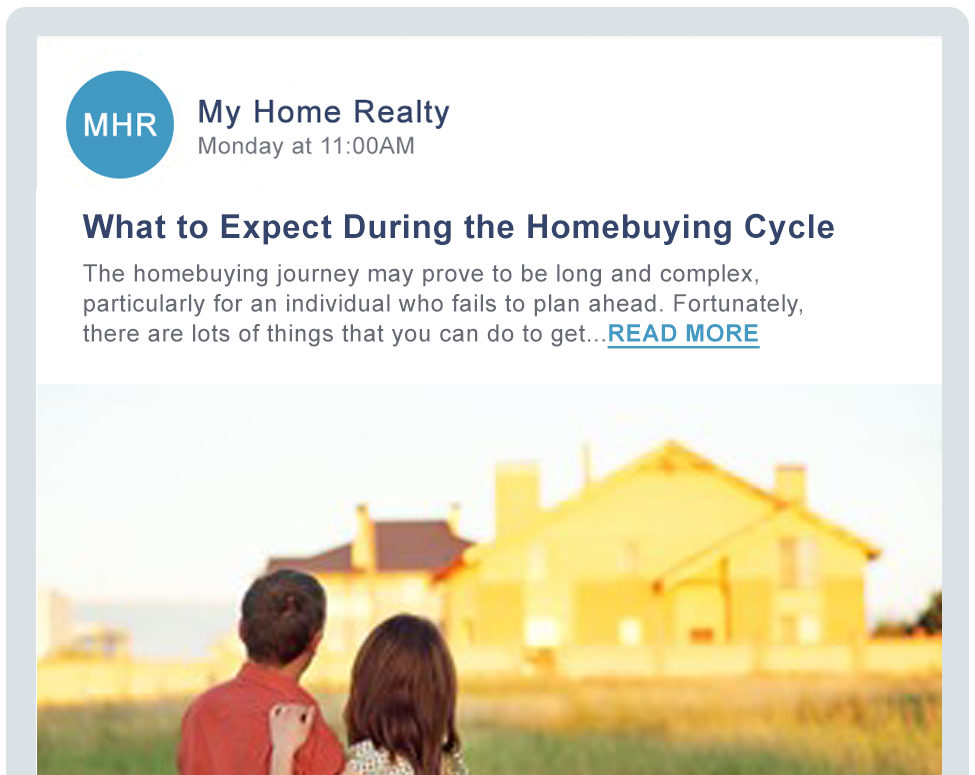 MHR
My Home Realty
Monday at 11:00AM
What to Expect During the Homebuying Cycle
The homebuying journey may prove to be long and complex,
particularly for an individual who fails to plan ahead. Fortunately,
there are lots of things that you can do to get...READ MORE